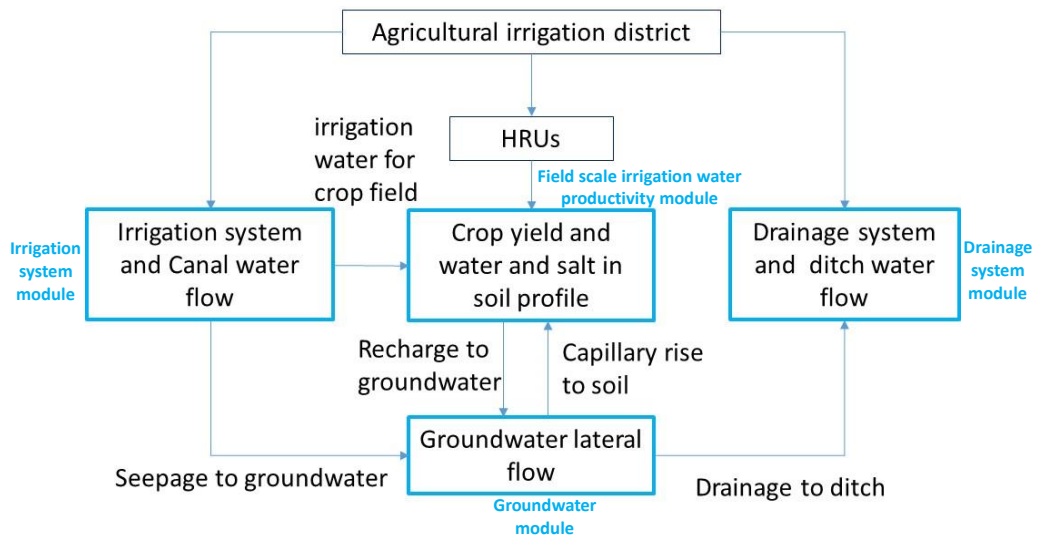 Agricultural irrigation district
HRUs
irrigation
water for
crop field
Field scale irrigation water
productivity module
Irrigation
system
module
Irrigation system
and Canal water
flow
Crop yield and
water and salt in
soil profile
Drainage system
and ditch water
flow
Drainage
system
module
Recharge to
groundwater
Capillary rise
to soil
Groundwater lateral
flow
Seepage to groundwater
Drainage to ditch
Groundwater
module